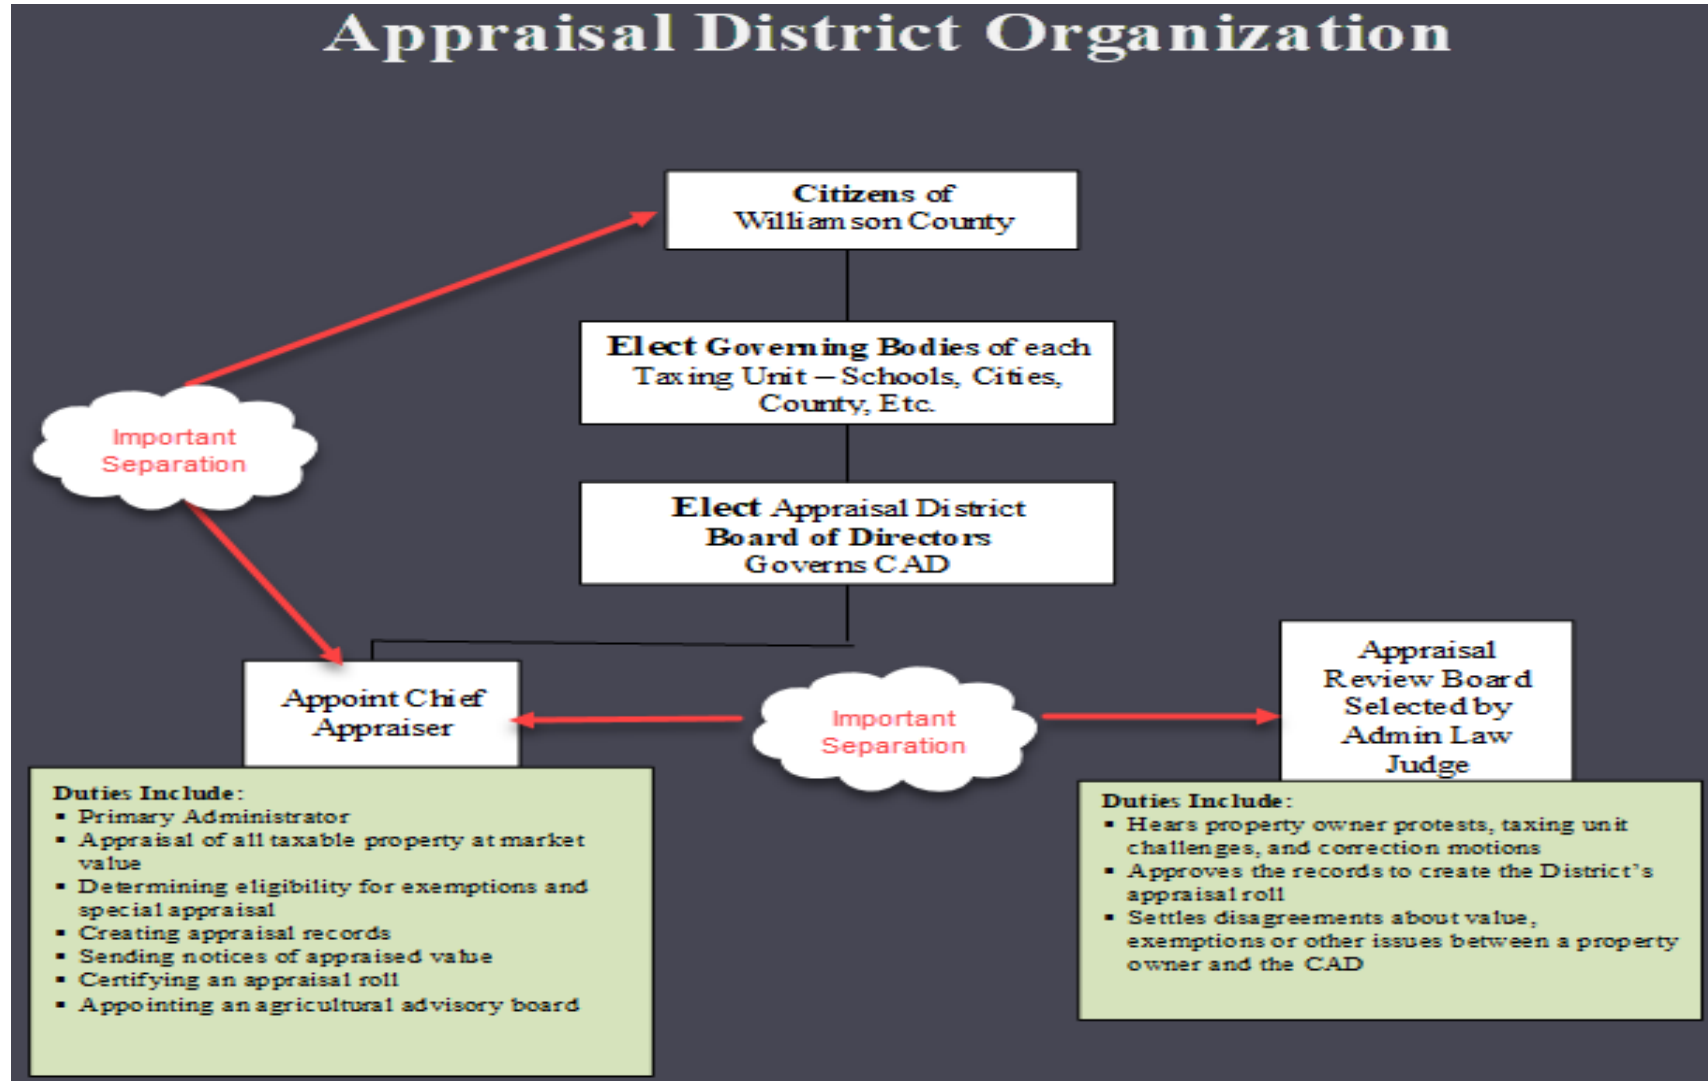 Appraisal District Organization
Citizens of
Williamson County
Elect Governing Bodies of each
Taxing Unit – Schools, Cities,
County, Etc.
Important
Separation
Elect Appraisal District
Board of Directors
Governs CAD
Appoint Chief
Appraiser
Important
Separation
Appraisal
Review Board
Selected by
Admin Law
Judge
Duties Include:
▪ Primary Administrator
▪ Appraisal of all taxable property at market
value
▪ Determining eligibility for exemptions and
special appraisal
▪ Creating appraisal records
▪ Sending notices of appraised value
▪ Certifying an appraisal roll
▪ Appointing an agricultural advisory board
Duties Include:
▪ Hears property owner protests, taxing unit
challenges, and correction motions
▪ Approves the records to create the District's
appraisal roll
▪ Settles disagreements about value,
exemptions or other issues between a property
owner and the CAD